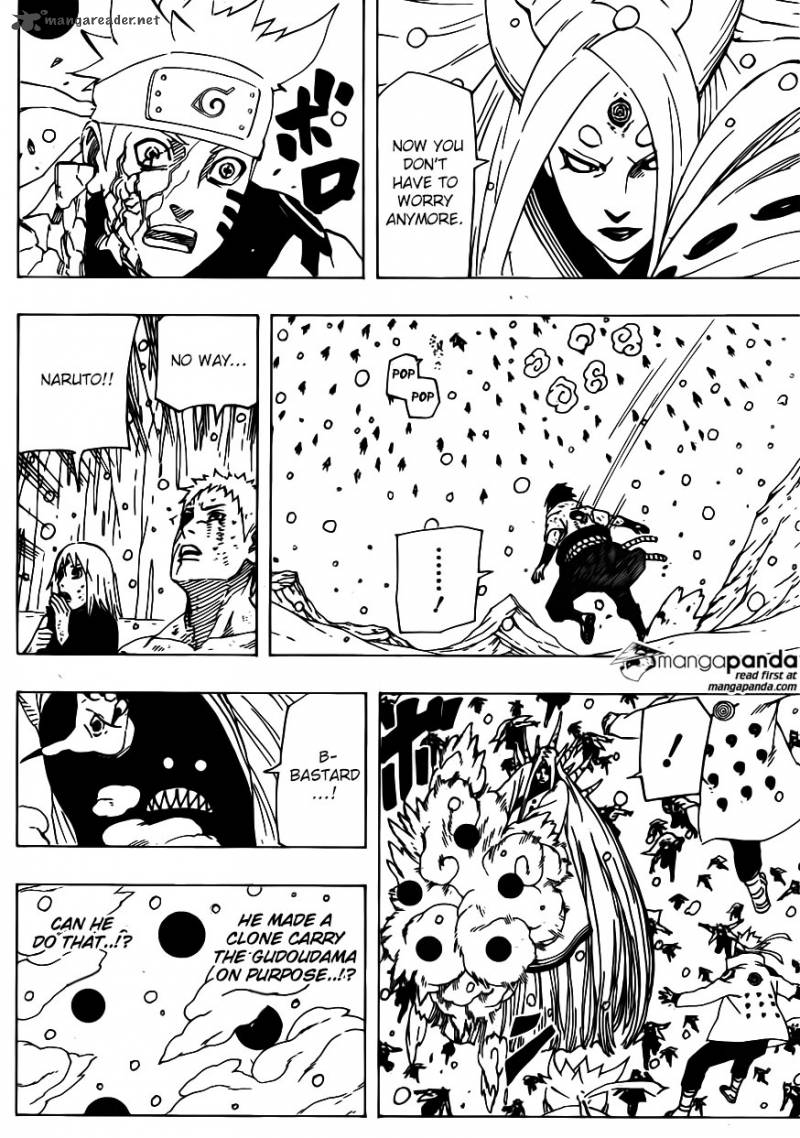 mangareader.net
NOW YOU
DON'T
HAVE TO
WORRY
ANYMORE.
ボロ
POP
POP
......!
NO WAY...
NARUTO!!
mangapanda
read first at
mangapanda.com
!
B-
BASTARD
...!
HE MADE A
CLONE CARRY
THE GUDOUDAMA
ON PURPOSE..!?
CAN HE
DO THAT..!?